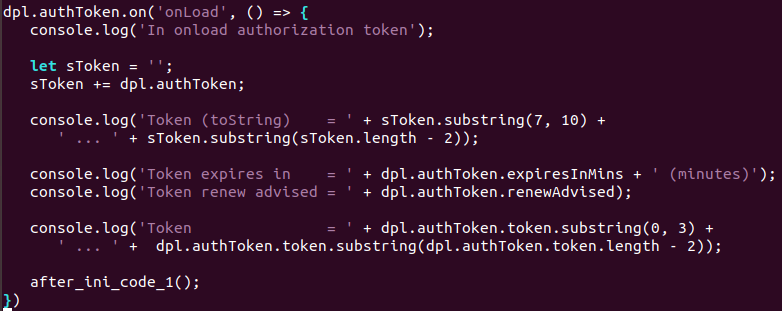 dpl.authToken.on('onLoad', () => {
   console.log('In onload authorization token');

   let sToken = '';
   sToken += dpl.authToken;

   console.log('Token (toString)    = ' + sToken.substring(7, 10) +
      ' ... ' + sToken.substring(sToken.length - 2));

   console.log('Token expires in    = ' + dpl.authToken.expiresInMins + ' (minutes)');
   console.log('Token renew advised = ' + dpl.authToken.renewAdvised);

   console.log('Token               = ' + dpl.authToken.token.substring(0, 3) +
      ' ... ' +  dpl.authToken.token.substring(dpl.authToken.token.length - 2));

   after_ini_code_1();
})